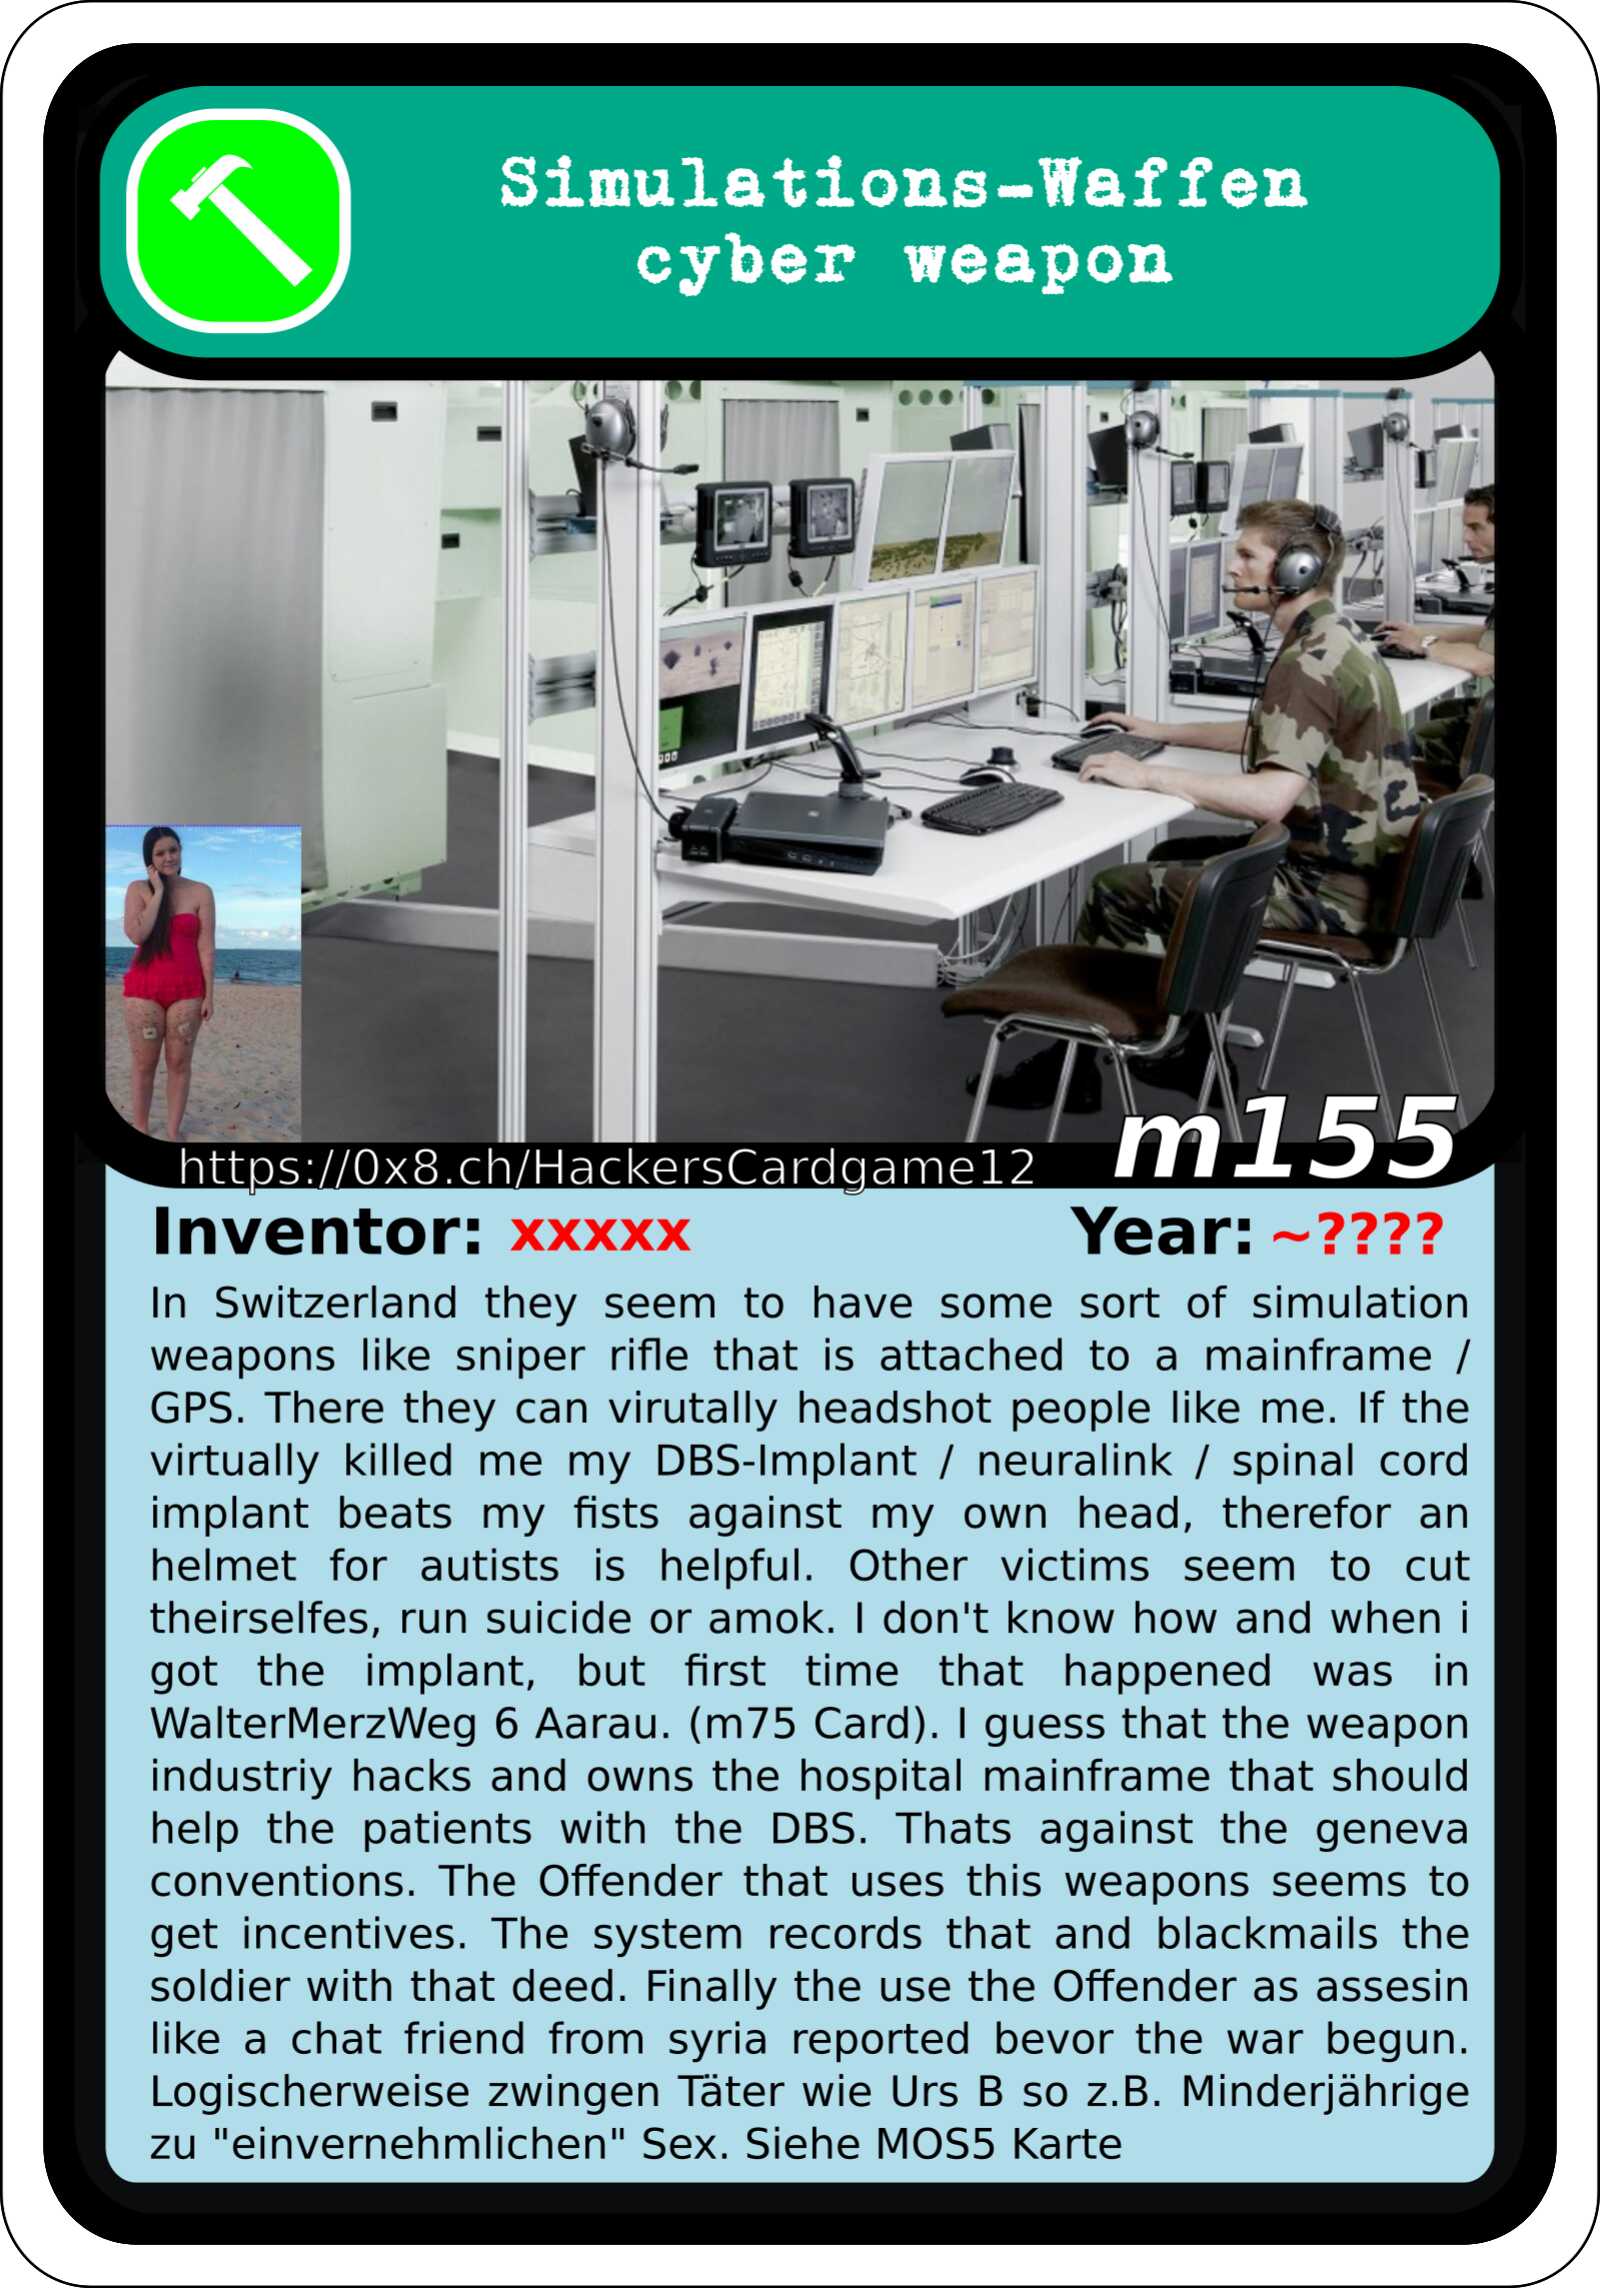 Simulations-Waffen
cyber weapon
https://0x8.ch/HackersCardgame12
m155
Inventor: xxxxx
Year: ~????
In Switzerland they seem to have some sort of simulation
weapons like sniper rifle that is attached to a mainframe /
GPS. There they can virutally headshot people like me. If the
virtually killed me my DBS-Implant / neuralink / spinal cord
implant beats my fists against my own head, therefor an
helmet for autists is helpful. Other victims seem to cut
theirselfes, run suicide or amok. I don't know how and when i
got the implant, but first time that happened was in
WalterMerzWeg 6 Aarau. (m75 Card). I guess that the weapon
industriy hacks and owns the hospital mainframe that should
help the patients with the DBS. Thats against the geneva
conventions. The Offender that uses this weapons seems to
get incentives. The system records that and blackmails the
soldier with that deed. Finally the use the Offender as assesin
like a chat friend from syria reported bevor the war begun.
Logischerweise zwingen Täter wie Urs B so z.B. Minderjährige
zu "einvernehmlichen" Sex. Siehe MOS5 Karte